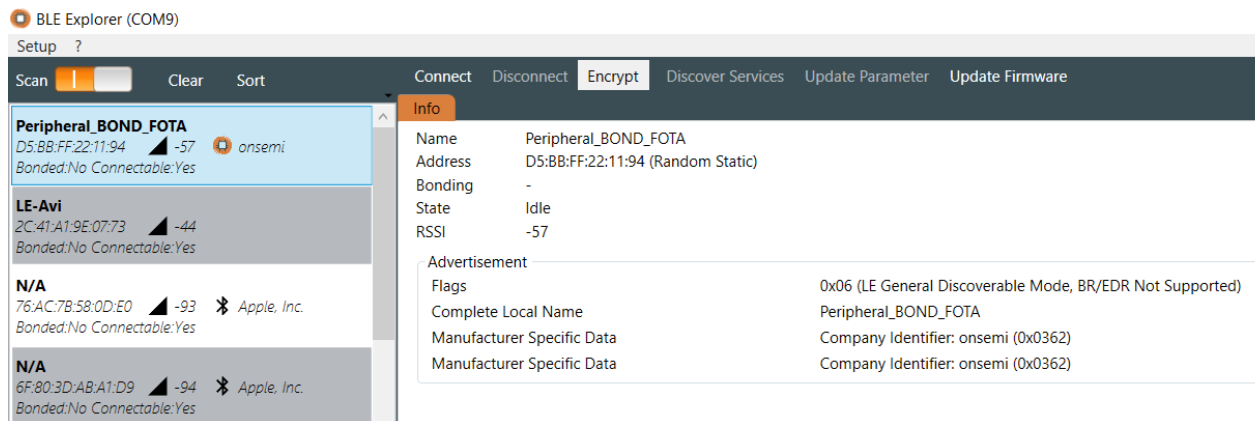 BLE Explorer (COM9)
Setup ?
Scan Clear Sort
Connect Disconnect Encrypt Discover Services Update Parameter Update Firmware
Peripheral_BOND_FOTA
D5:BB:FF:22:11:94 -57 onsemi
Bonded:No Connectable:Yes
LE-Avi
2C:41:A1:9E:07:73 -44
Bonded:No Connectable:Yes
N/A
76:AC:7B:58:0D:E0 -93 Apple, Inc.
Bonded:No Connectable:Yes
N/A
6F:80:3D:AB:A1:D9 -94 Apple, Inc.
Bonded:No Connectable:Yes
Info
Name Peripheral_BOND_FOTA
Address D5:BB:FF:22:11:94 (Random Static)
Bonding -
State Idle
RSSI -57
Advertisement
Flags 0x06 (LE General Discoverable Mode, BR/EDR Not Supported)
Complete Local Name Peripheral_BOND_FOTA
Manufacturer Specific Data Company Identifier: onsemi (0x0362)
Manufacturer Specific Data Company Identifier: onsemi (0x0362)